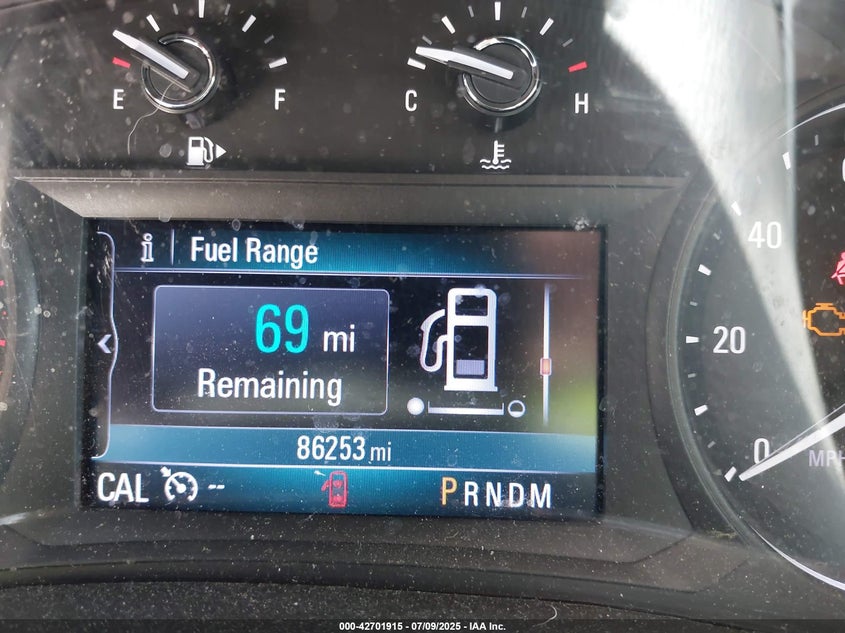 E F
C H
i Fuel Range
69 mi
Remaining
86253 mi
CAL -- PRNDM
40
20
0
MPH
000-42701915 - 07/09/2025 - IAA Inc.